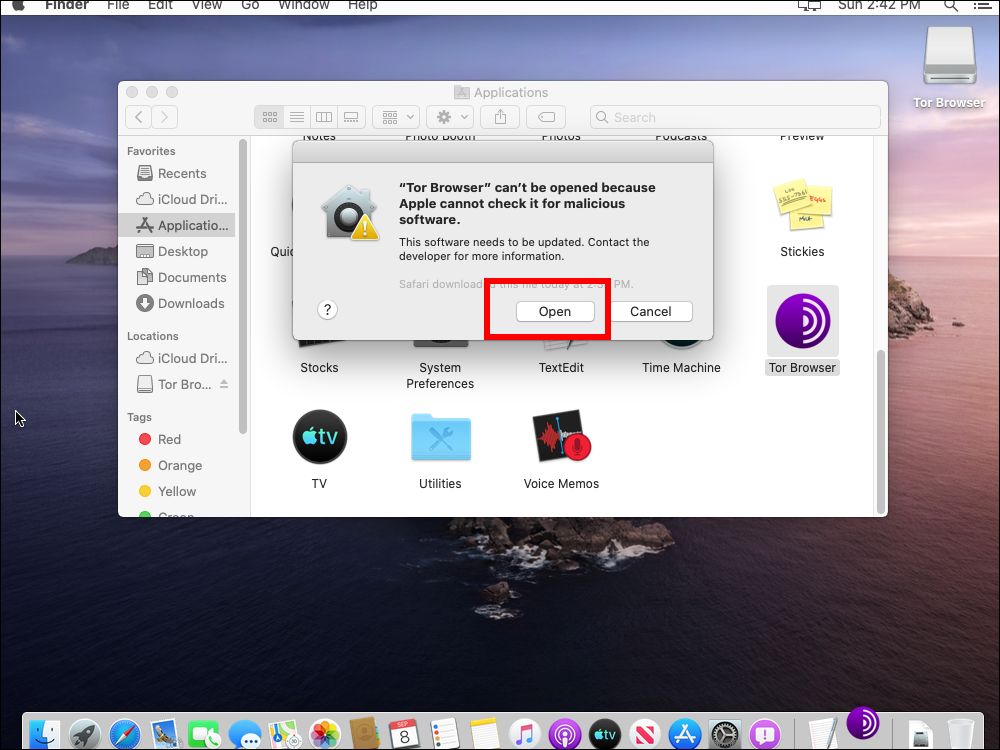 Finder File Edit View Go Window Help
Sun 2:42 PM
Tor Browser
Applications
Search
Favorites
Recents
iCloud Dri...
Applicatio...
Desktop
Documents
Downloads
Locations
iCloud Dri...
Tor Bro...
Tags
Red
Orange
Yellow
Green
Notes
Photo Booth
Photos
Podcasts
Preview
“Tor Browser” can’t be opened because
Apple cannot check it for malicious
software.
This software needs to be updated. Contact the
developer for more information.
Safari downloaded this file today at PM.
?
Open
Cancel
Quic
EGGS
MILK
Stickies
Stocks
System
Preferences
TextEdit
Time Machine
Tor Browser
tv
TV
Utilities
Voice Memos
SEP
8
tv